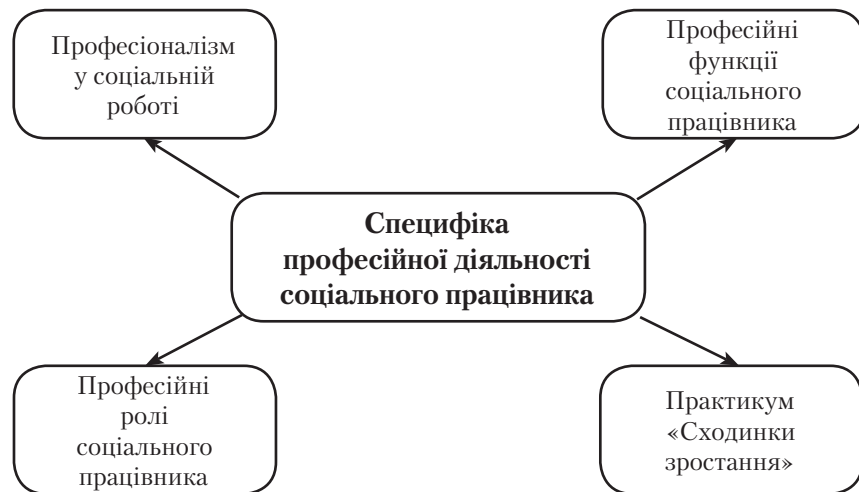 Професіоналізм
у соціальній
роботі
Професійні
функції
соціального
працівника
Специфіка
професійної діяльності
соціального працівника
Професійні
ролі
соціального
працівника
Практикум
«Сходинки
зростання»